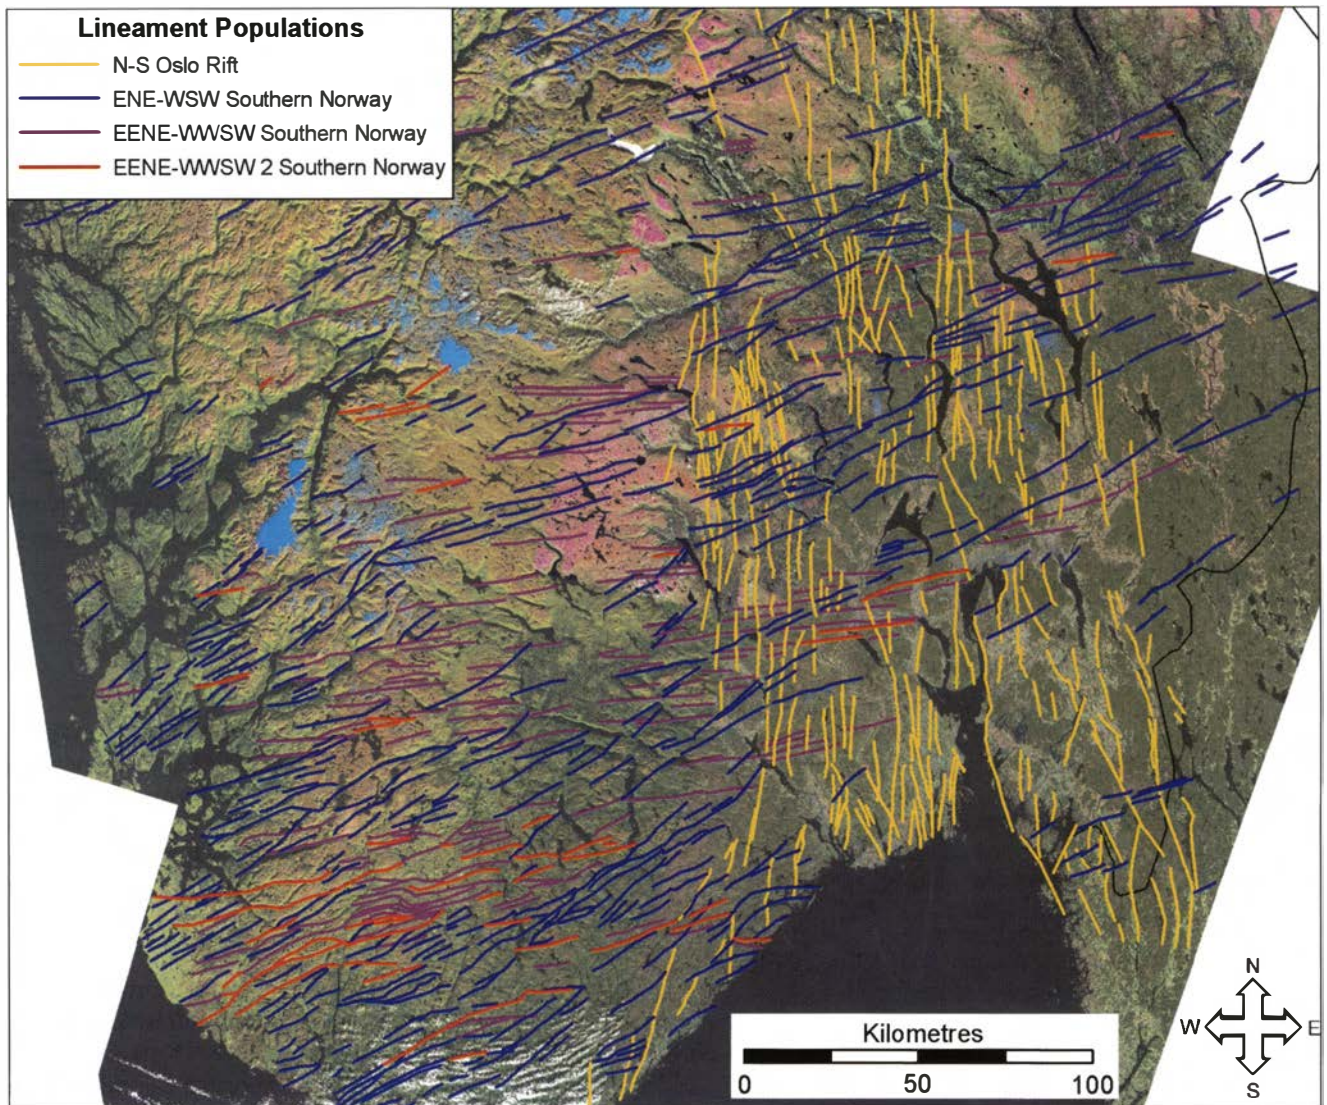 Lineament Populations
N-S Oslo Rift
ENE-WSW Southern Norway
EENE-WWSW Southern Norway
EENE-WWSW 2 Southern Norway
Kilometres
0 50 100
N
W E
S